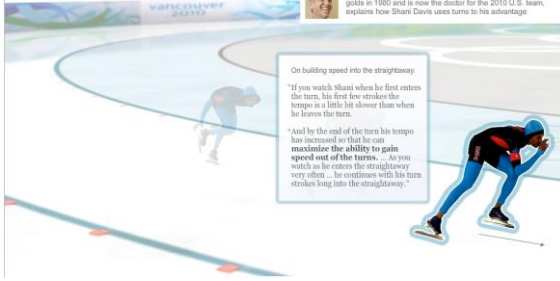 vancouver
2010
golds in 1980 and is now the doctor for the 2010 U.S. team,
explains how Shani Davis uses turns to his advantage
On building speed into the straightaway:
"If you watch Shani when he first enters
the turn, his first few strokes the
tempo is a little bit slower than when
he leaves the turn.
"And by the end of the turn his tempo
has increased so that he can
maximize the ability to gain
speed out of the turns. ... As you
watch as he enters the straightaway
very often ... he continues with his turn
strokes long into the straightaway."